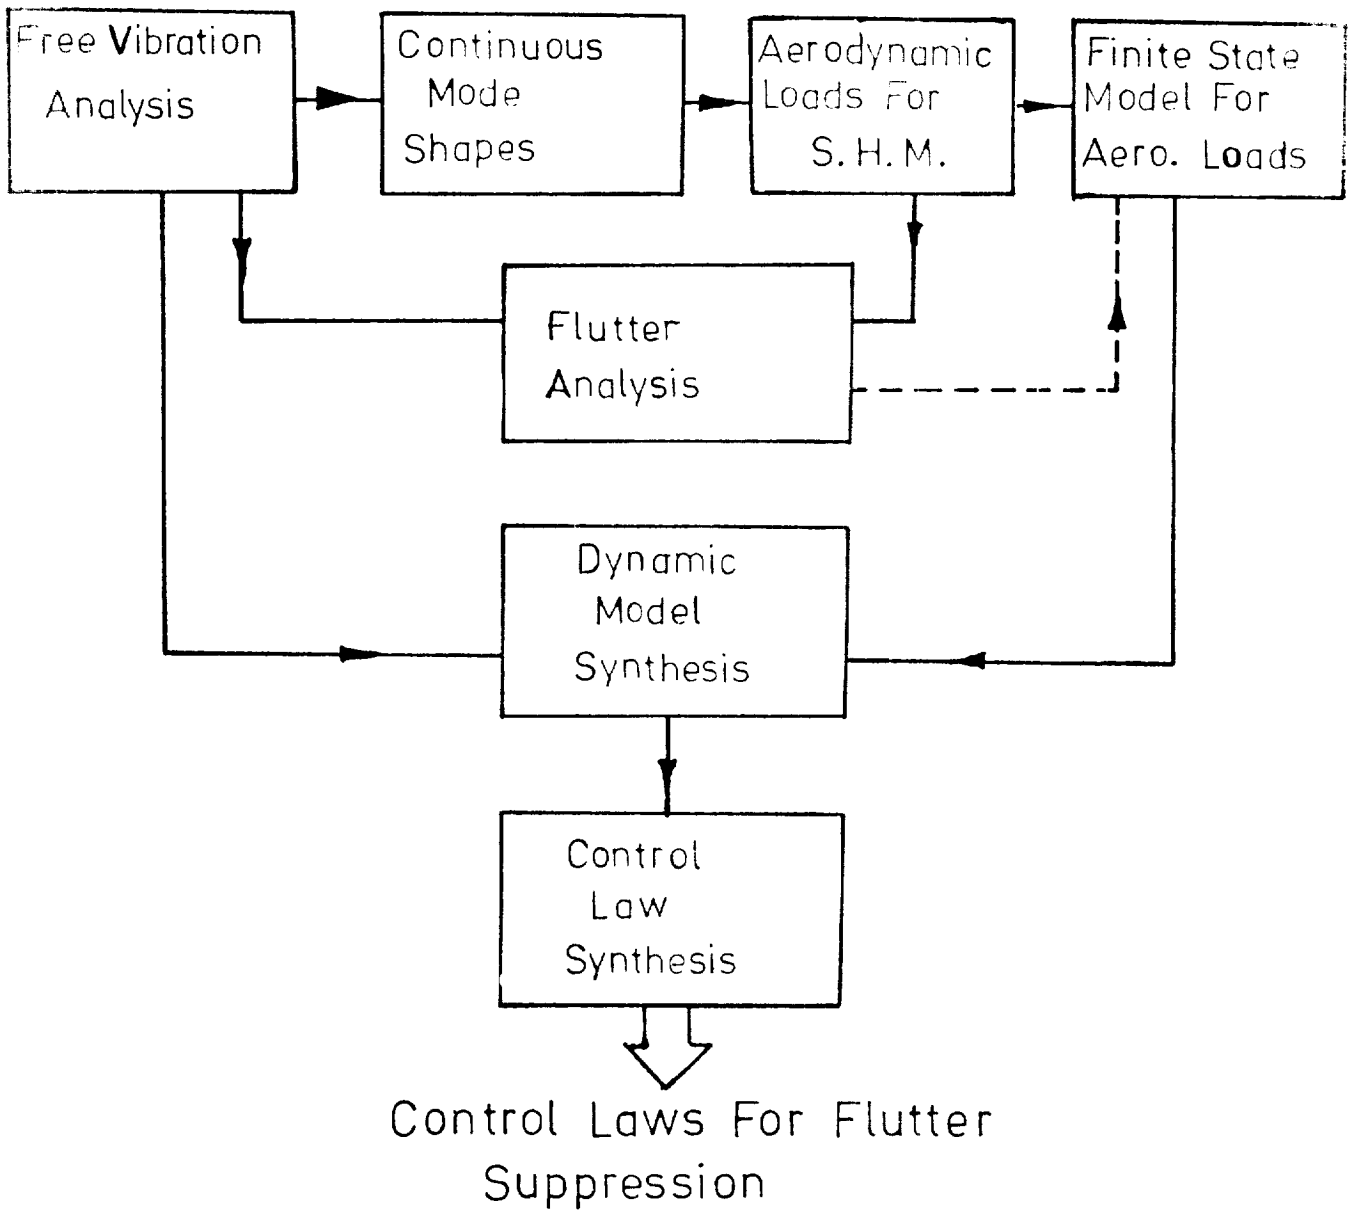 Free Vibration
Analysis
Continuous
Mode
Shapes
Aerodynamic
Loads For
S. H. M.
Finite State
Model For
Aero. Loads
Flutter
Analysis
Dynamic
Model
Synthesis
Control
Law
Synthesis
Control Laws For Flutter
Suppression